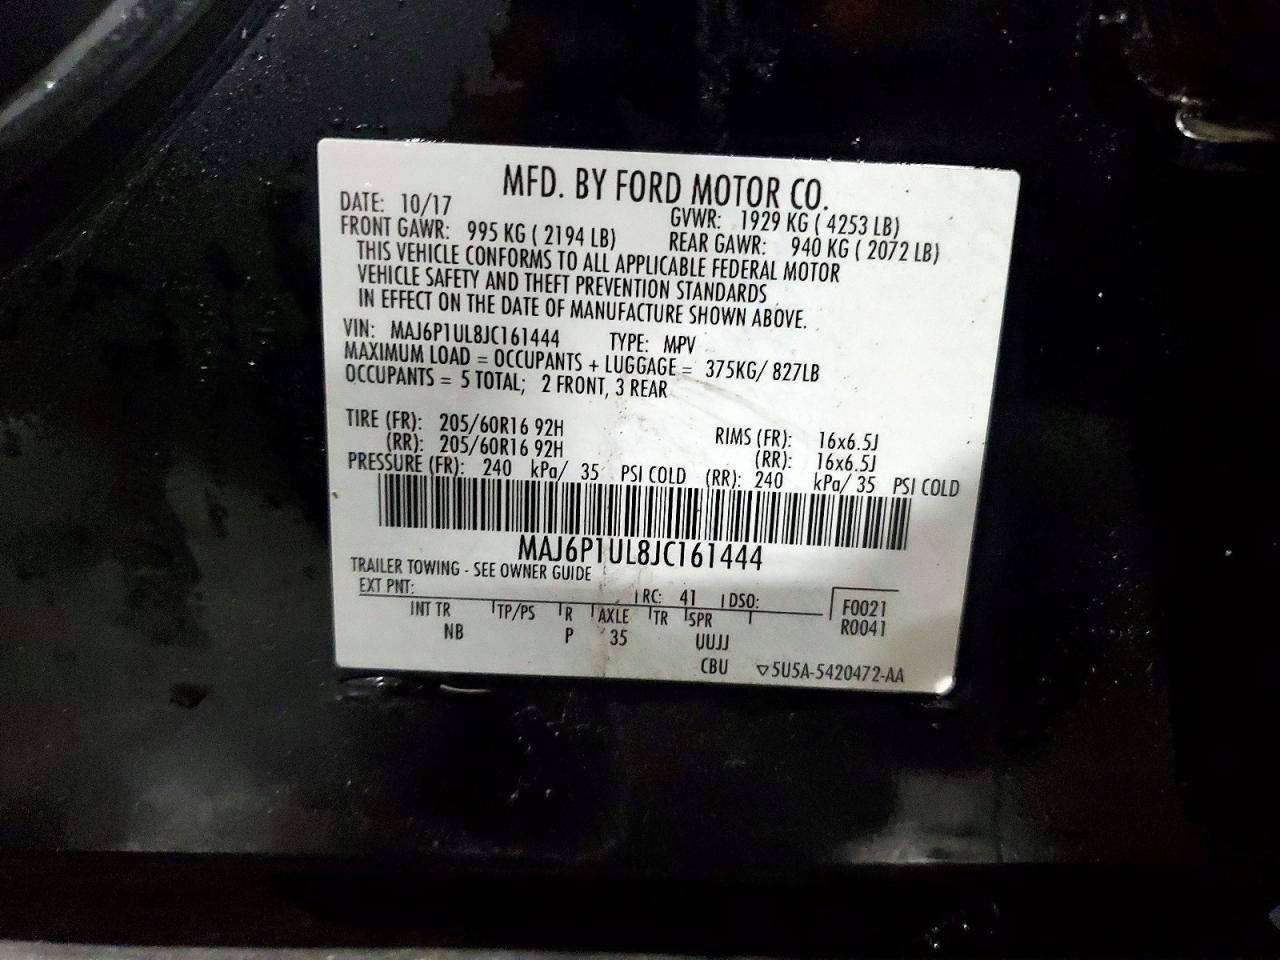 MFD. BY FORD MOTOR CO.
DATE: 10/17 GVWR: 1929 KG ( 4253 LB)
FRONT GAWR: 995 KG ( 2194 LB) REAR GAWR: 940 KG ( 2072 LB)
THIS VEHICLE CONFORMS TO ALL APPLICABLE FEDERAL MOTOR
VEHICLE SAFETY AND THEFT PREVENTION STANDARDS
IN EFFECT ON THE DATE OF MANUFACTURE SHOWN ABOVE.
VIN: MAJ6P1UL8JC161444 TYPE: MPV
MAXIMUM LOAD = OCCUPANTS + LUGGAGE = 375KG/ 827LB
OCCUPANTS = 5 TOTAL; 2 FRONT, 3 REAR
TIRE (FR): 205/60R16 92H RIMS (FR): 16x6.5J
(RR): 205/60R16 92H (RR): 16x6.5J
PRESSURE (FR): 240 kPa/ 35 PSI COLD (RR): 240 kPa/ 35 PSI COLD
MAJ6P1UL8JC161444
TRAILER TOWING - SEE OWNER GUIDE
EXT PNT: RC: 41 DSO: F0021
INT TR TP/PS R AXLE TR SPR R0041
NB P 35 UUJJ
CBU 5U5A-5420472-AA